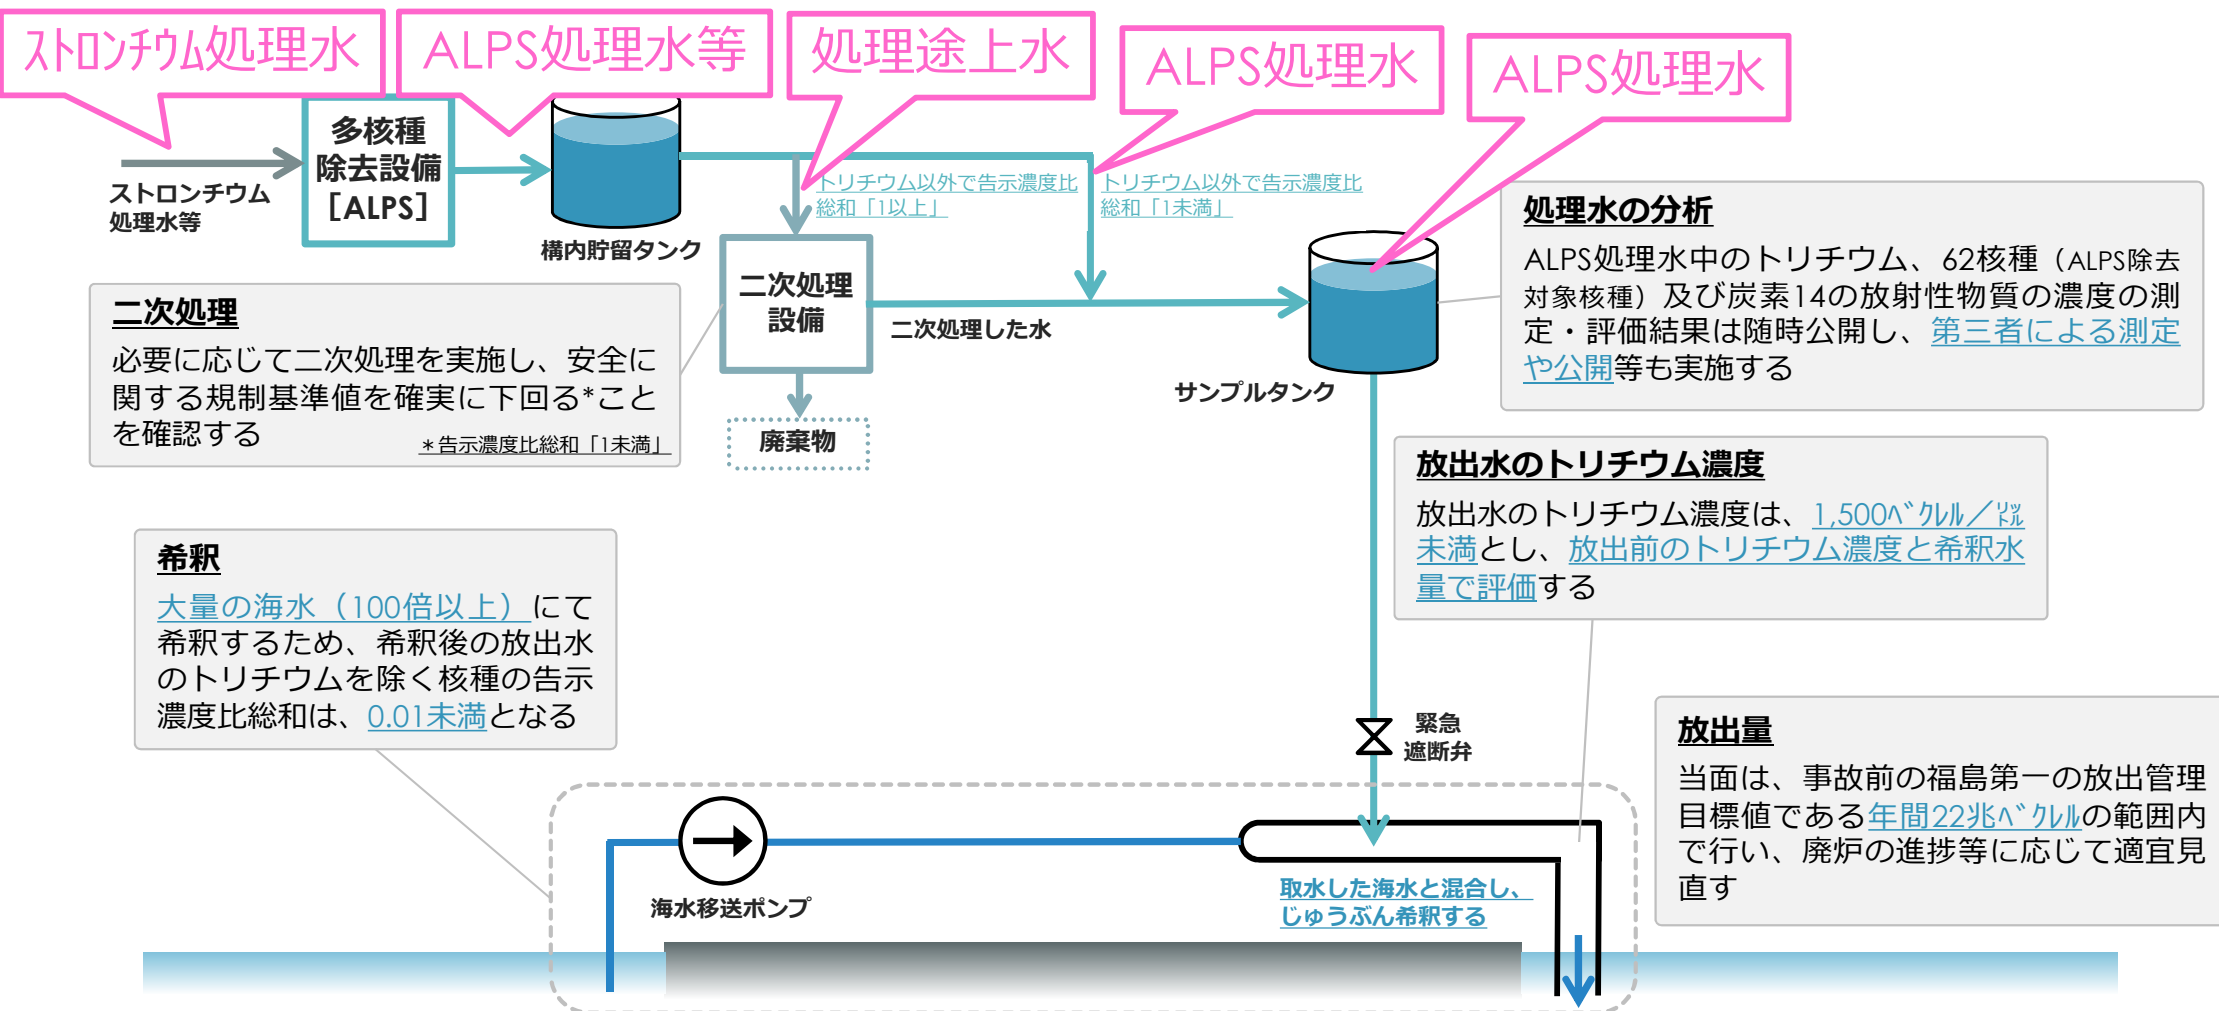 ｽﾄﾛﾝﾁｳﾑ処理水
ALPS処理水等
処理途上水
ALPS処理水
ALPS処理水
多核種
除去設備
［ALPS］
ストロンチウム
処理水等
構内貯留タンク
トリチウム以外で告示濃度比
総和「1以上」
トリチウム以外で告示濃度比
総和「1未満」
二次処理
設備
二次処理した水
廃棄物
サンプルタンク
処理水の分析
ALPS処理水中のトリチウム、62核種（ALPS除去
対象核種）及び炭素14の放射性物質の濃度の測
定・評価結果は随時公開し、第三者による測定
や公開等も実施する
二次処理
必要に応じて二次処理を実施し、安全に
関する規制基準値を確実に下回る*こと
を確認する
＊告示濃度比総和「1未満」
放出水のトリチウム濃度
放出水のトリチウム濃度は、1,500ﾍﾞｸﾚﾙ／㍑
未満とし、放出前のトリチウム濃度と希釈水
量で評価する
希釈
大量の海水（100倍以上）にて
希釈するため、希釈後の放出水
のトリチウムを除く核種の告示
濃度比総和は、0.01未満となる
緊急
遮断弁
放出量
当面は、事故前の福島第一の放出管理
目標値である年間22兆ﾍﾞｸﾚﾙの範囲内
で行い、廃炉の進捗等に応じて適宜見
直す
海水移送ポンプ
取水した海水と混合し、
じゅうぶん希釈する